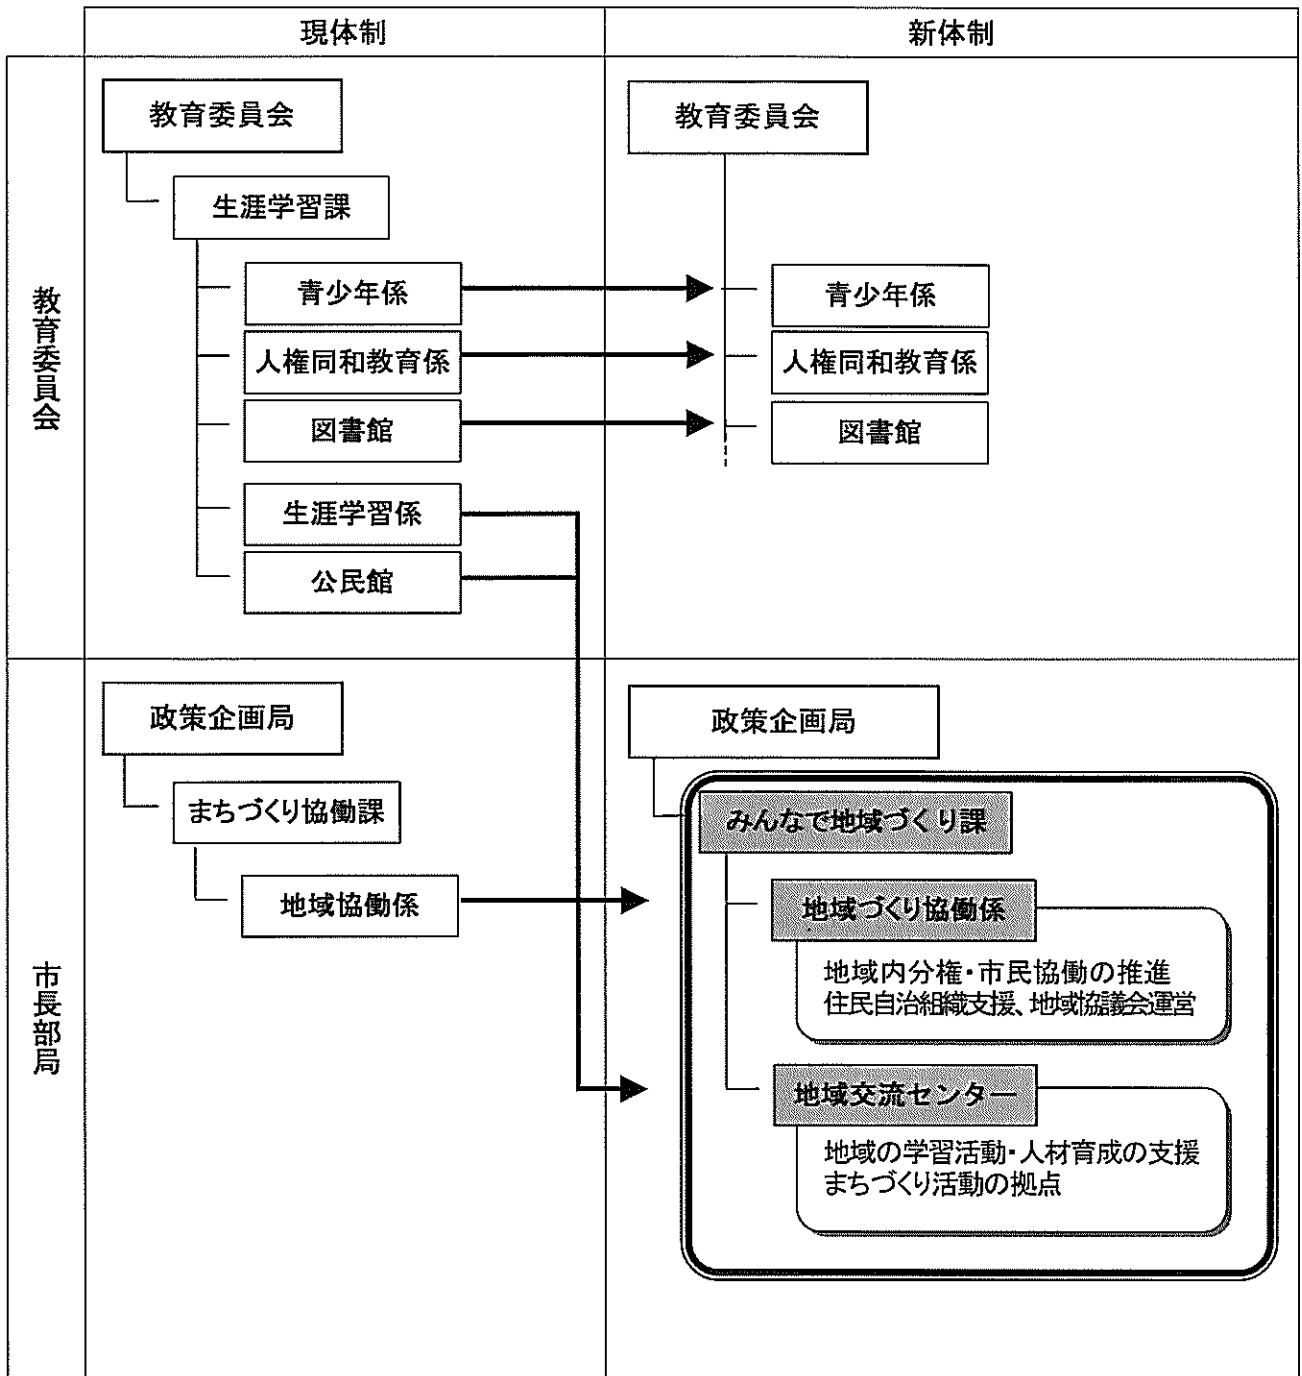 現体制
新体制
教育委員会
教育委員会
生涯学習課
青少年係
人権同和教育係
図書館
生涯学習係
公民館
教育委員会
青少年係
人権同和教育係
図書館
市長部局
政策企画局
まちづくり協働課
地域協働係
政策企画局
みんなで地域づくり課
地域づくり協働係
地域内分権・市民協働の推進
住民自治組織支援、地域協議会運営
地域交流センター
地域の学習活動・人材育成の支援
まちづくり活動の拠点